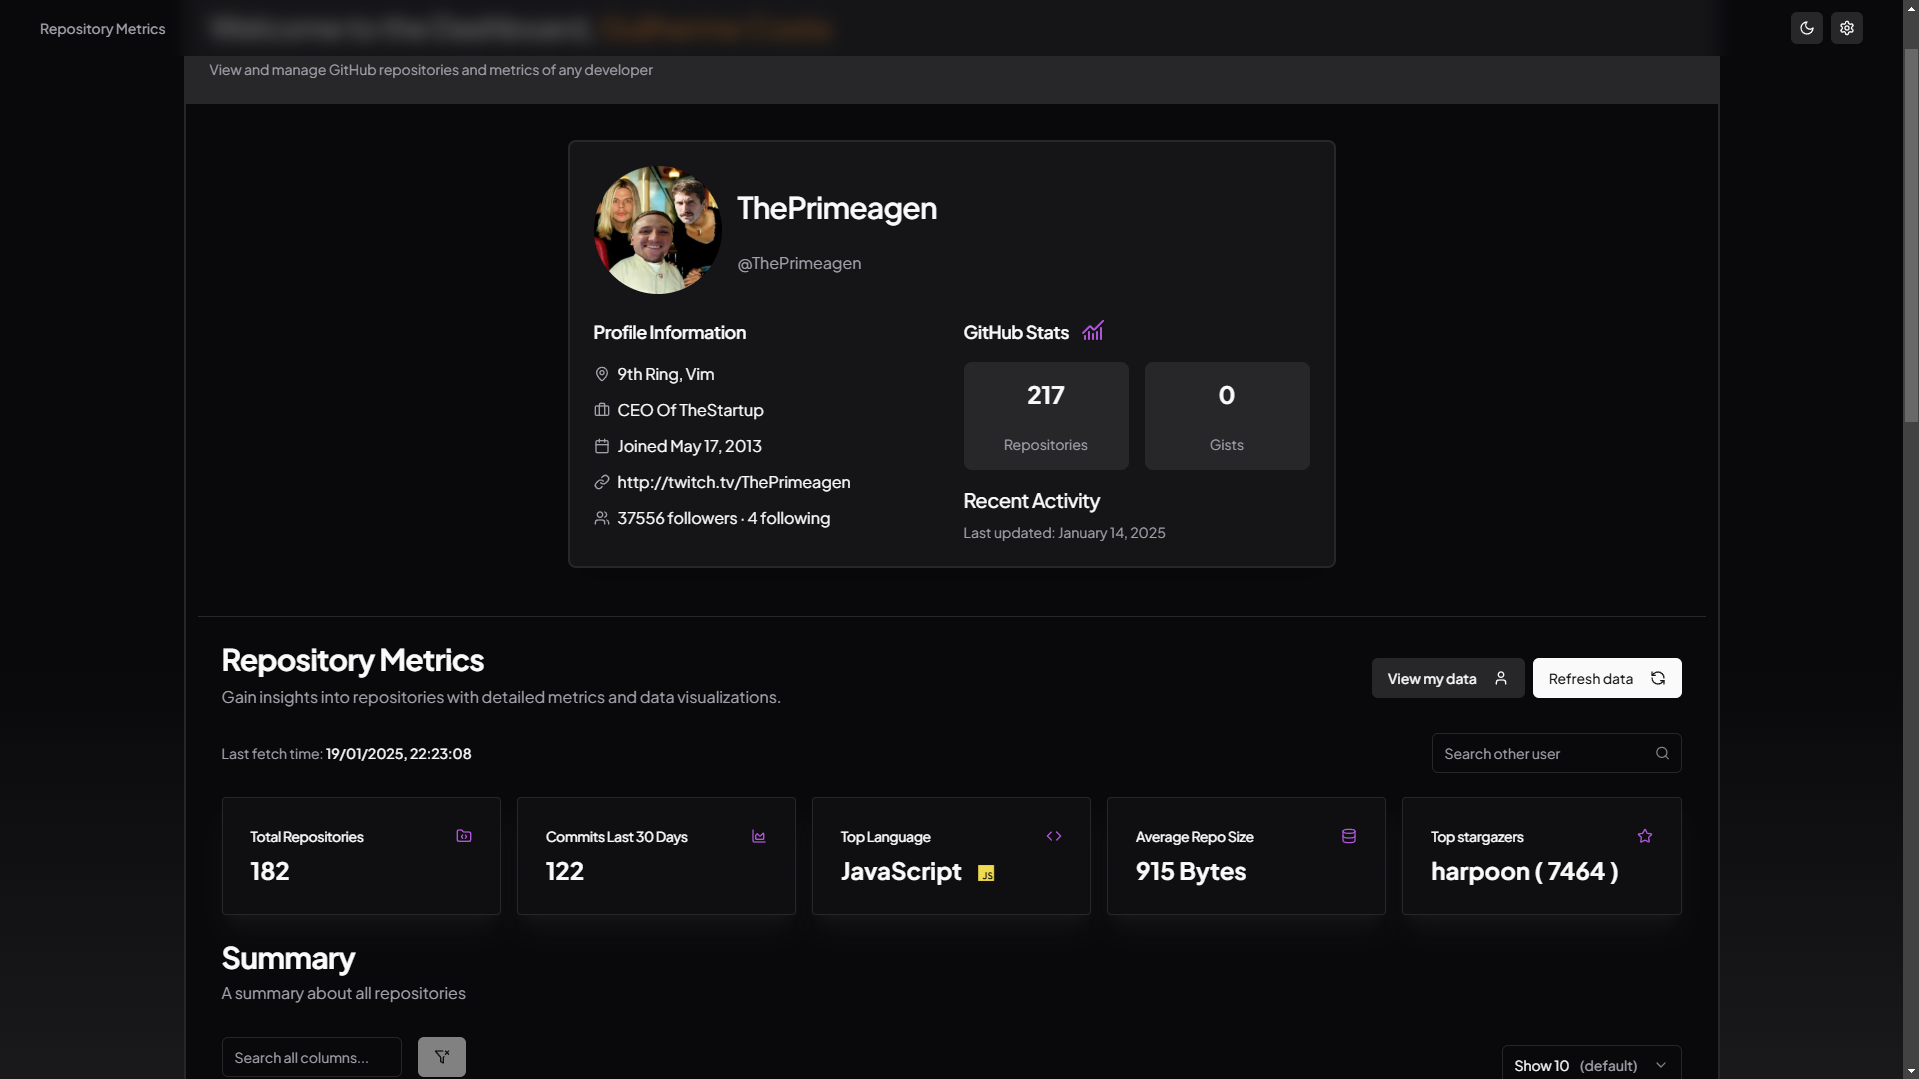 Repository Metrics
Welcome to the Dashboard,
View and manage GitHub repositories and metrics of any developer
ThePrimeagen
@ThePrimeagen
Profile Information
9th Ring, Vim
CEO Of TheStartup
Joined May 17, 2013
http://twitch.tv/ThePrimeagen
37556 followers · 4 following
GitHub Stats
217
Repositories
0
Gists
Recent Activity
Last updated: January 14, 2025
Repository Metrics
Gain insights into repositories with detailed metrics and data visualizations.
View my data
Refresh data
Last fetch time: 19/01/2025, 22:23:08
Search other user
Total Repositories
182
Commits Last 30 Days
122
Top Language
JavaScript JS
Average Repo Size
915 Bytes
Top stargazers
harpoon ( 7464 )
Summary
A summary about all repositories
Search all columns...
Show 10 (default)